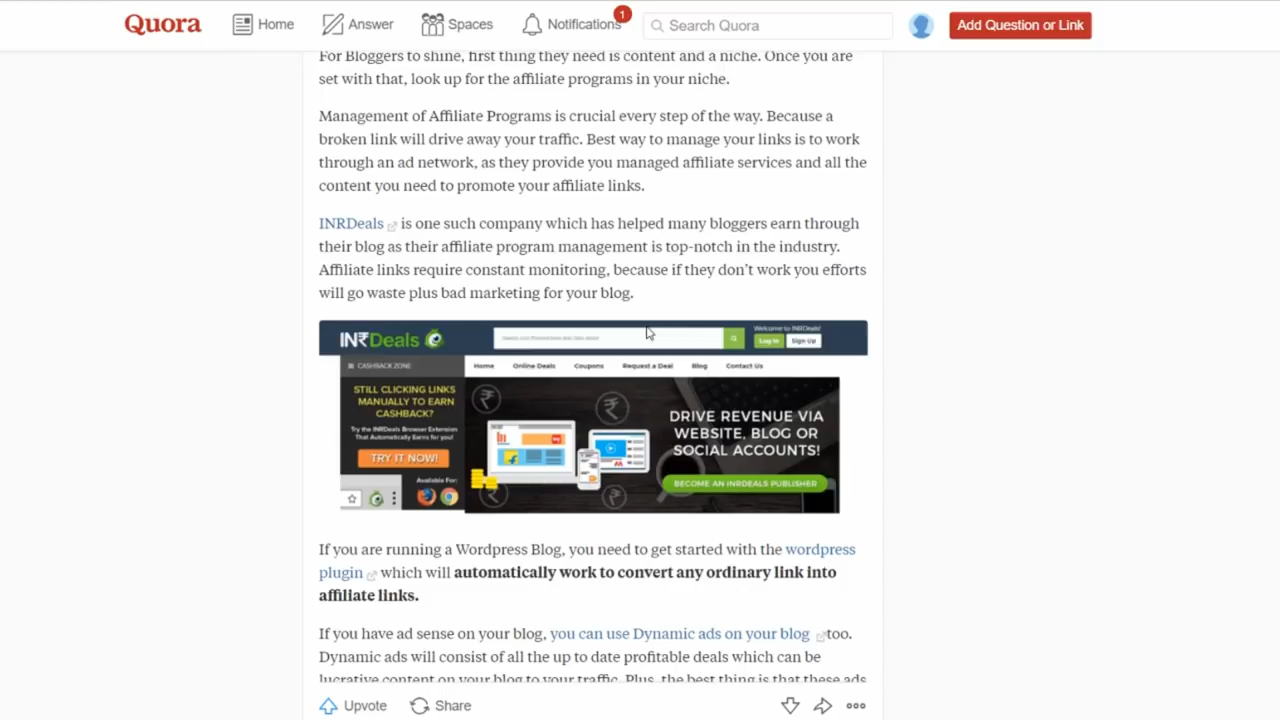 Quora
Home
Answer
Spaces
Notifications
1
Search Quora
Add Question or Link
For Bloggers to shine, first thing they need is content and a niche. Once you are
set with that, look up for the affiliate programs in your niche.
Management of Affiliate Programs is crucial every step of the way. Because a
broken link will drive away your traffic. Best way to manage your links is to work
through an ad network, as they provide you managed affiliate services and all the
content you need to promote your affiliate links.
INRDeals is one such company which has helped many bloggers earn through
their blog as their affiliate program management is top-notch in the industry.
Affiliate links require constant monitoring, because if they don't work you efforts
will go waste plus bad marketing for your blog.
IN₹Deals
Welcome to INRDeals!
Log In
Sign Up
CASHBACK ZONE
Home
Online Deals
Coupons
Request a Deal
Blog
Contact Us
STILL CLICKING LINKS
MANUALLY TO EARN
CASHBACK?
Try the INRDeals Browser Extension
That Automatically Earns for you!
TRY IT NOW!
Available For:
DRIVE REVENUE VIA
WEBSITE, BLOG OR
SOCIAL ACCOUNTS!
BECOME AN INRDEALS PUBLISHER
If you are running a Wordpress Blog, you need to get started with the wordpress
plugin which will automatically work to convert any ordinary link into
affiliate links.
If you have ad sense on your blog, you can use Dynamic ads on your blog too.
Dynamic ads will consist of all the up to date profitable deals which can be
lucrative content on your blog to your traffic. Plus, the best thing is that these ads
Upvote
Share